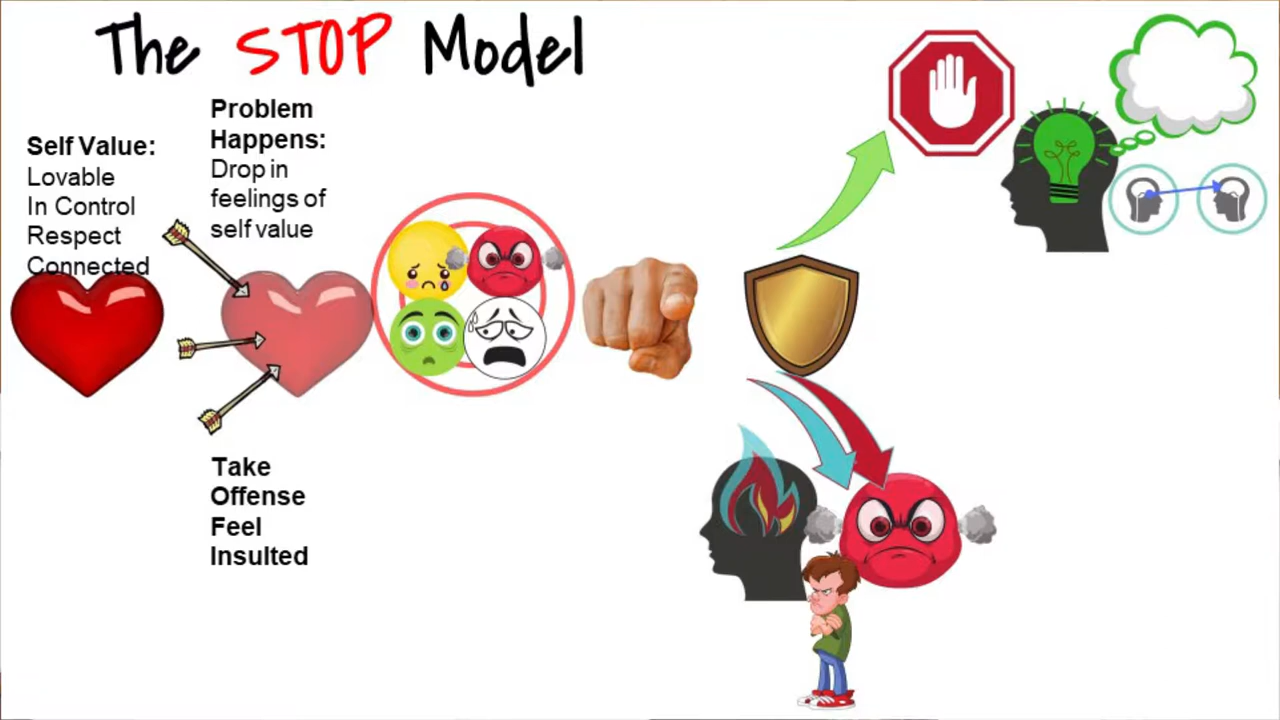 The STOP Model
Self Value:
Lovable
In Control
Respect
Connected
Problem
Happens:
Drop in
feelings of
self value
Take
Offense
Feel
Insulted